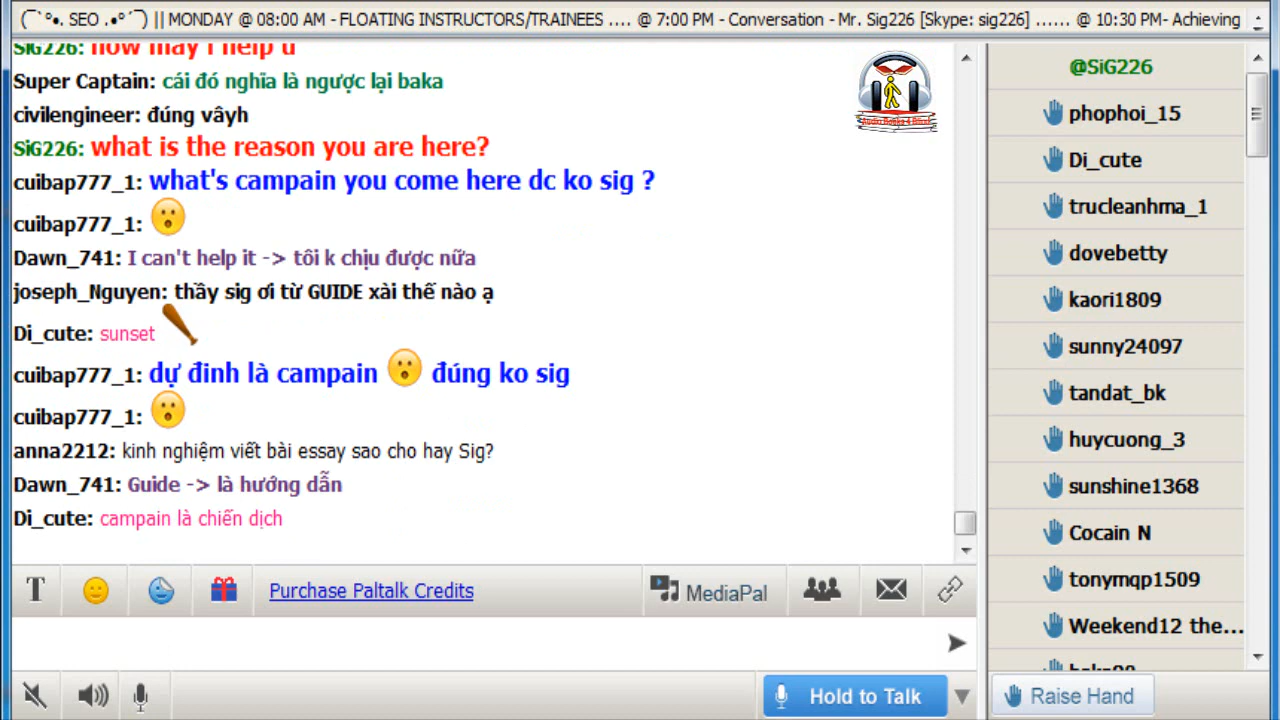 (¯`°•. SEO .•°´¯) || MONDAY @ 08:00 AM - FLOATING INSTRUCTORS/TRAINEES .... @ 7:00 PM - Conversation - Mr. Sig226 [Skype: sig226] ...... @ 10:30 PM- Achieving
SiG226: how may i help u
Super Captain: cái đó nghĩa là ngược lại baka
civilengineer: đúng vâyh
SiG226: what is the reason you are here?
cuibap777_1: what's campain you come here dc ko sig ?
cuibap777_1:
Dawn_741: I can't help it -> tôi k chịu được nữa
joseph_Nguyen: thầy sig ơi từ GUIDE xài thế nào ạ
Di_cute: sunset
cuibap777_1: dự đinh là campain đúng ko sig
cuibap777_1:
anna2212: kinh nghiệm viết bài essay sao cho hay Sig?
Dawn_741: Guide -> là hướng dẫn
Di_cute: campain là chiến dịch
T
Purchase Paltalk Credits
MediaPal
Hold to Talk
@SiG226
phophoi_15
Di_cute
trucleanhma_1
dovebetty
kaori1809
sunny24097
tandat_bk
huycuong_3
sunshine1368
Cocain N
tonymqp1509
Weekend12 the...
Raise Hand